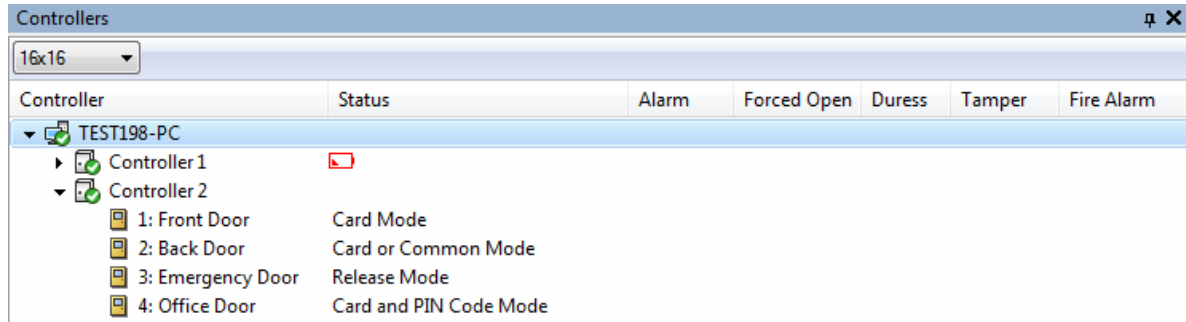 Controllers
16x16
Controller Status Alarm Forced Open Duress Tamper Fire Alarm
TEST198-PC
Controller 1
Controller 2
1: Front Door Card Mode
2: Back Door Card or Common Mode
3: Emergency Door Release Mode
4: Office Door Card and PIN Code Mode